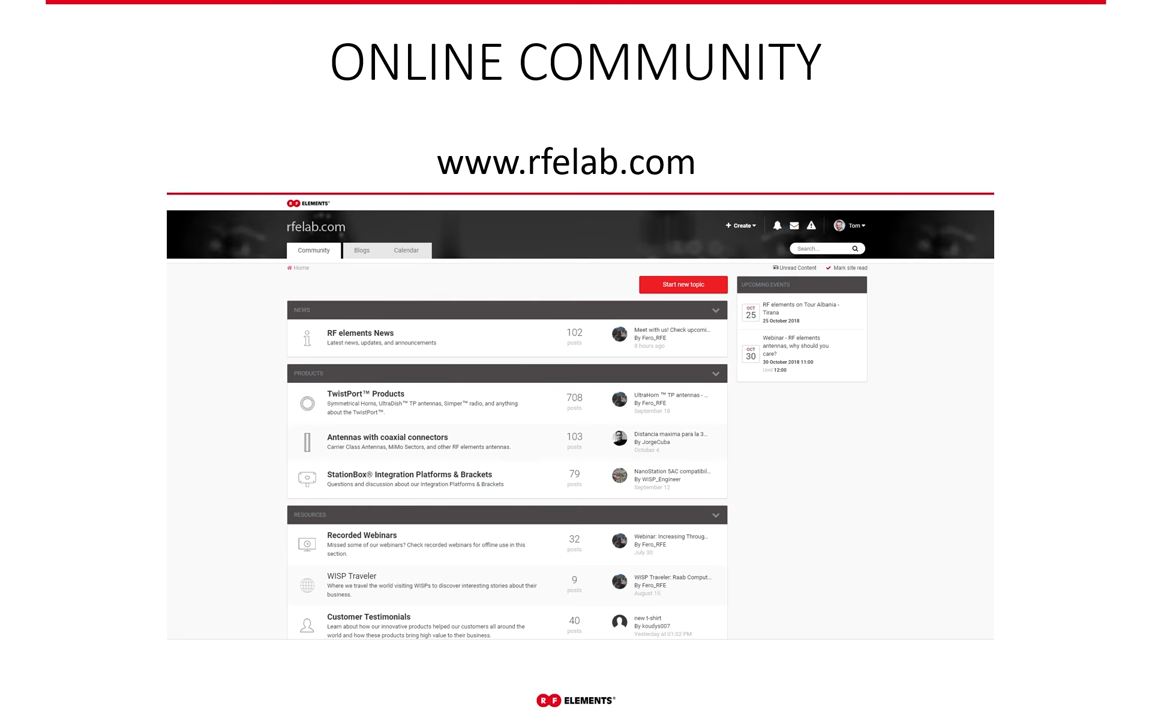 ONLINE COMMUNITY
www.rfelab.com
RF ELEMENTS®
rfelab.com
+ Create
Tom
Community
Blogs
Calendar
Search...
Home
Unread Content
Mark site read
Start new topic
NEWS
RF elements News
Latest news, updates, and announcements
102
posts
Meet with us! Check upcomi...
By Fero_RFE
8 hours ago
PRODUCTS
TwistPort™ Products
Symmetrical Horns, UltraDish™ TP antennas, Simper™ radio, and anything
about the TwistPort™.
708
posts
UltraHorn ™ TP antennas - ...
By Fero_RFE
September 18
Antennas with coaxial connectors
Carrier Class Antennas, MiMo Sectors, and other RF elements antennas.
103
posts
Distancia maxima para la 3...
By JorgeCuba
October 4
StationBox® Integration Platforms & Brackets
Questions and discussion about our Integration Platforms & Brackets
79
posts
NanoStation 5AC compatibil...
By WISP_Engineer
September 12
RESOURCES
Recorded Webinars
Missed some of our webinars? Check recorded webinars for offline use in this
section.
32
posts
Webinar: Increasing Throug...
By Fero_RFE
July 30
WISP Traveler
Where we travel the world visiting WISPs to discover interesting stories about their
business.
9
posts
WISP Traveler: Raab Comput...
By Fero_RFE
August 15
Customer Testimonials
Learn about how our innovative products helped our customers all around the
world and how these products bring high value to their business.
40
posts
new t-shirt
By koudys007
Yesterday at 01:02 PM
UPCOMING EVENTS
OCT
25
RF elements on Tour Albania -
Tirana
25 October 2018
OCT
30
Webinar - RF elements
antennas, why should you
care?
30 October 2018 11:00
Until 12:00
RF ELEMENTS®